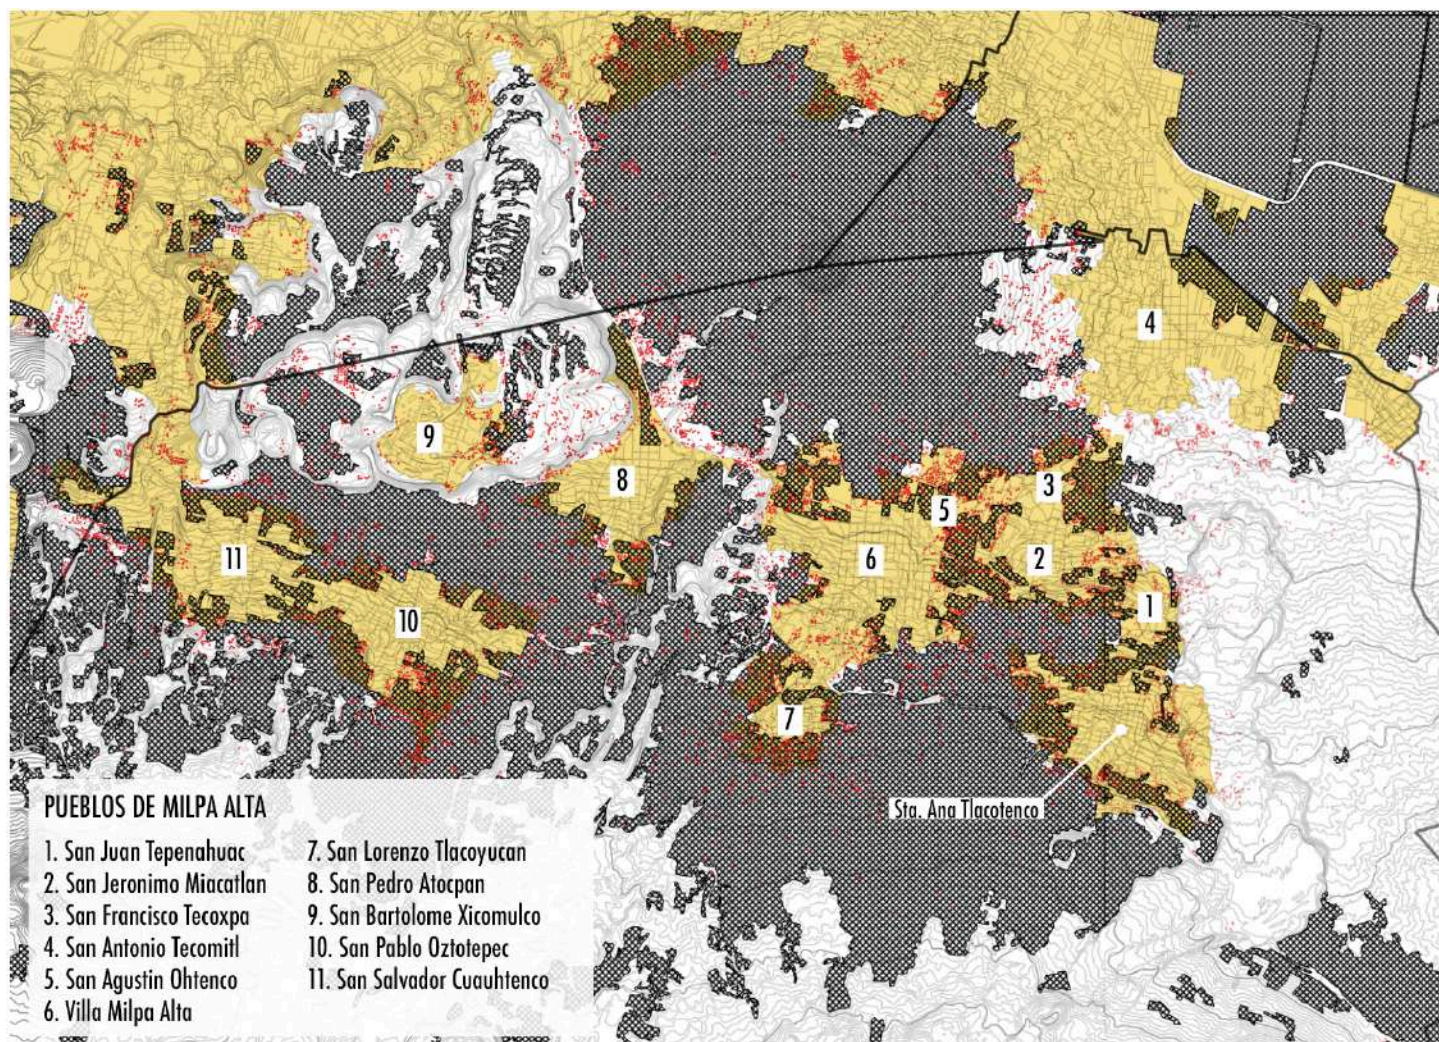 4
9
8
3
5
11
6
2
10
1
7
Sta. Ana Tlacotenco
PUEBLOS DE MILPA ALTA
1. San Juan Tepenahuac
2. San Jeronimo Miacatlan
3. San Francisco Tecoxpa
4. San Antonio Tecomitl
5. San Agustin Ohtenco
6. Villa Milpa Alta
7. San Lorenzo Tlacoyucan
8. San Pedro Atocpan
9. San Bartolome Xicomulco
10. San Pablo Oztotepec
11. San Salvador Cuauhtenco